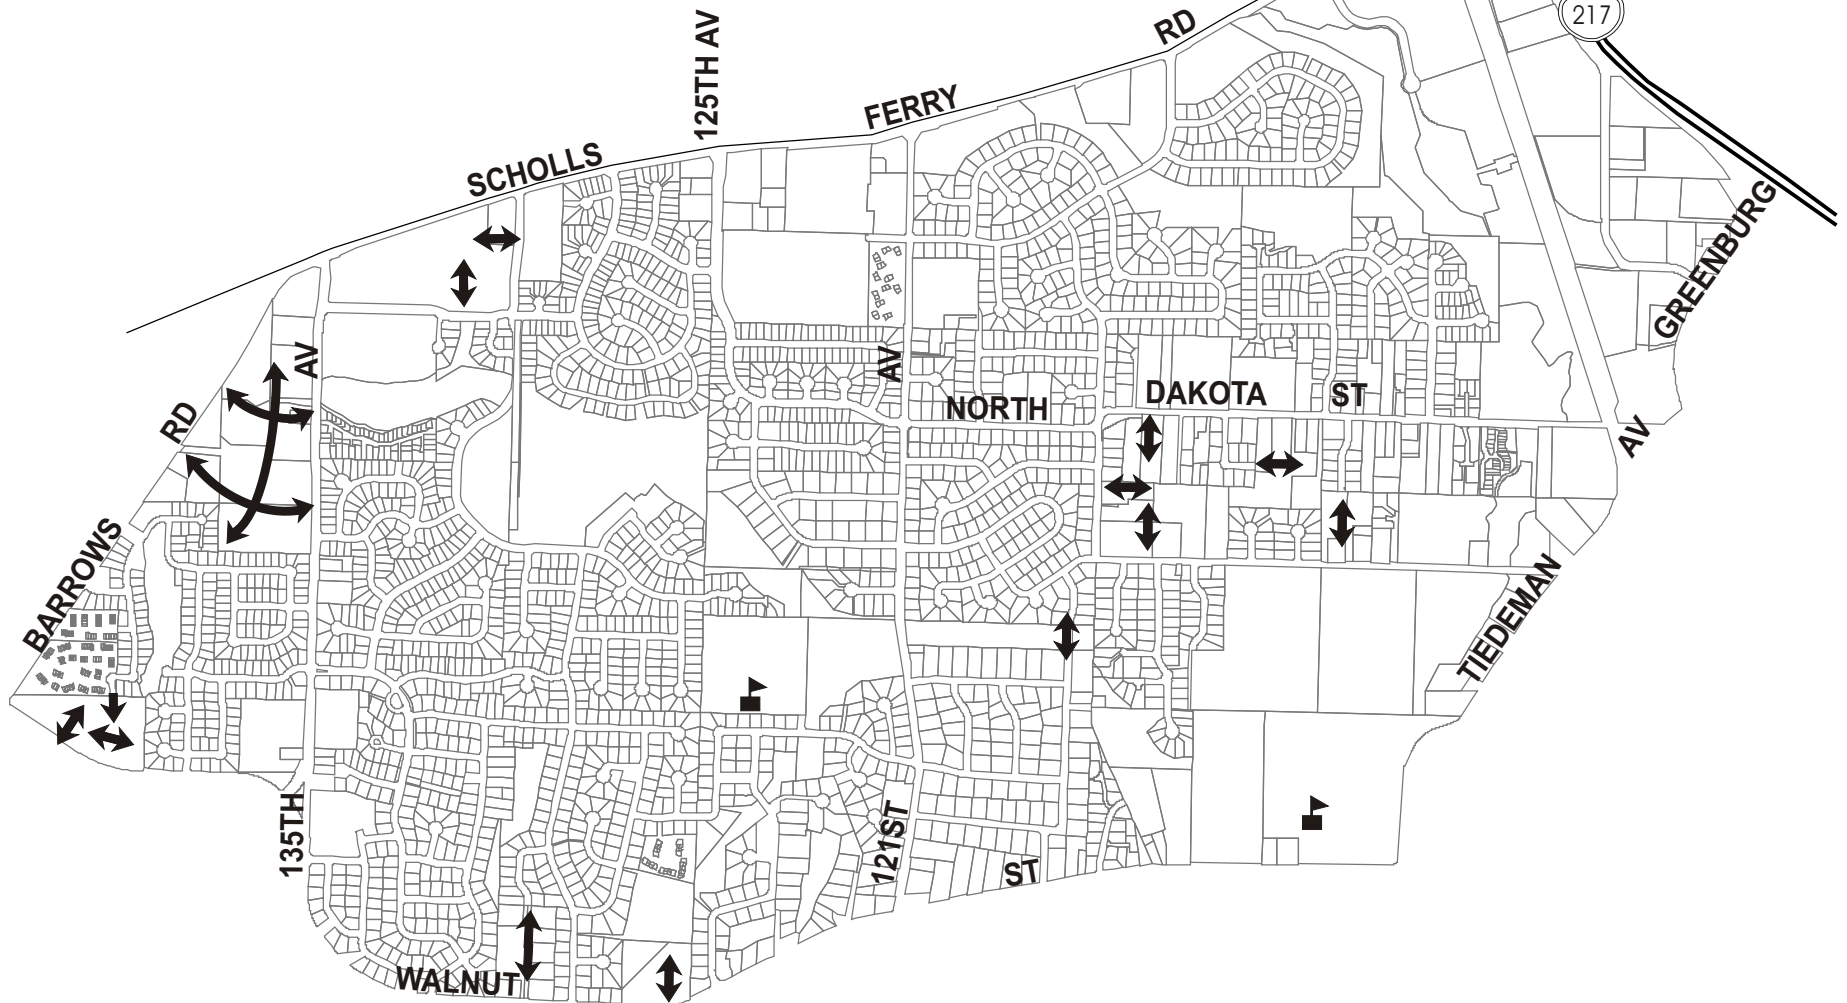 217
125TH AV
SCHOLLS
FERRY
RD
GREENBURG
AV
AV
NORTH
DAKOTA
ST
RD
AV
BARROWS
TIEDEMAN
135TH
121ST
ST
WALNUT